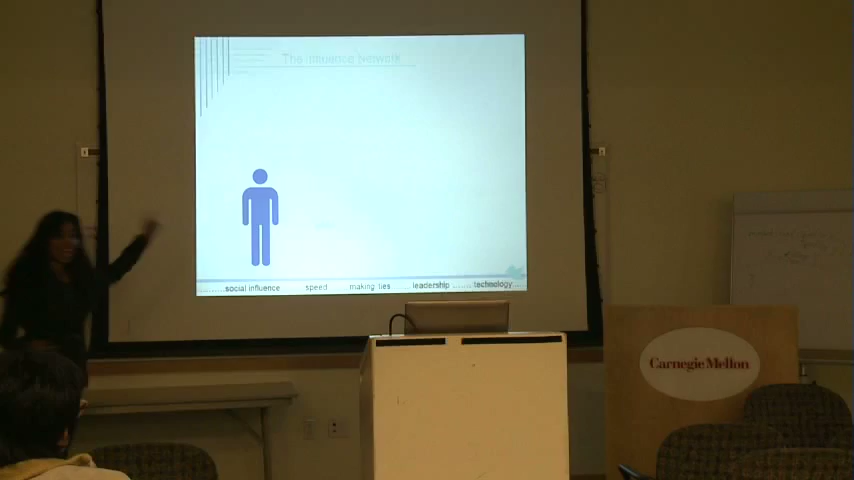 The Influence Network
.......social influence ....... speed ....... making ties ....... leadership ....... technology ....
Carnegie Mellon